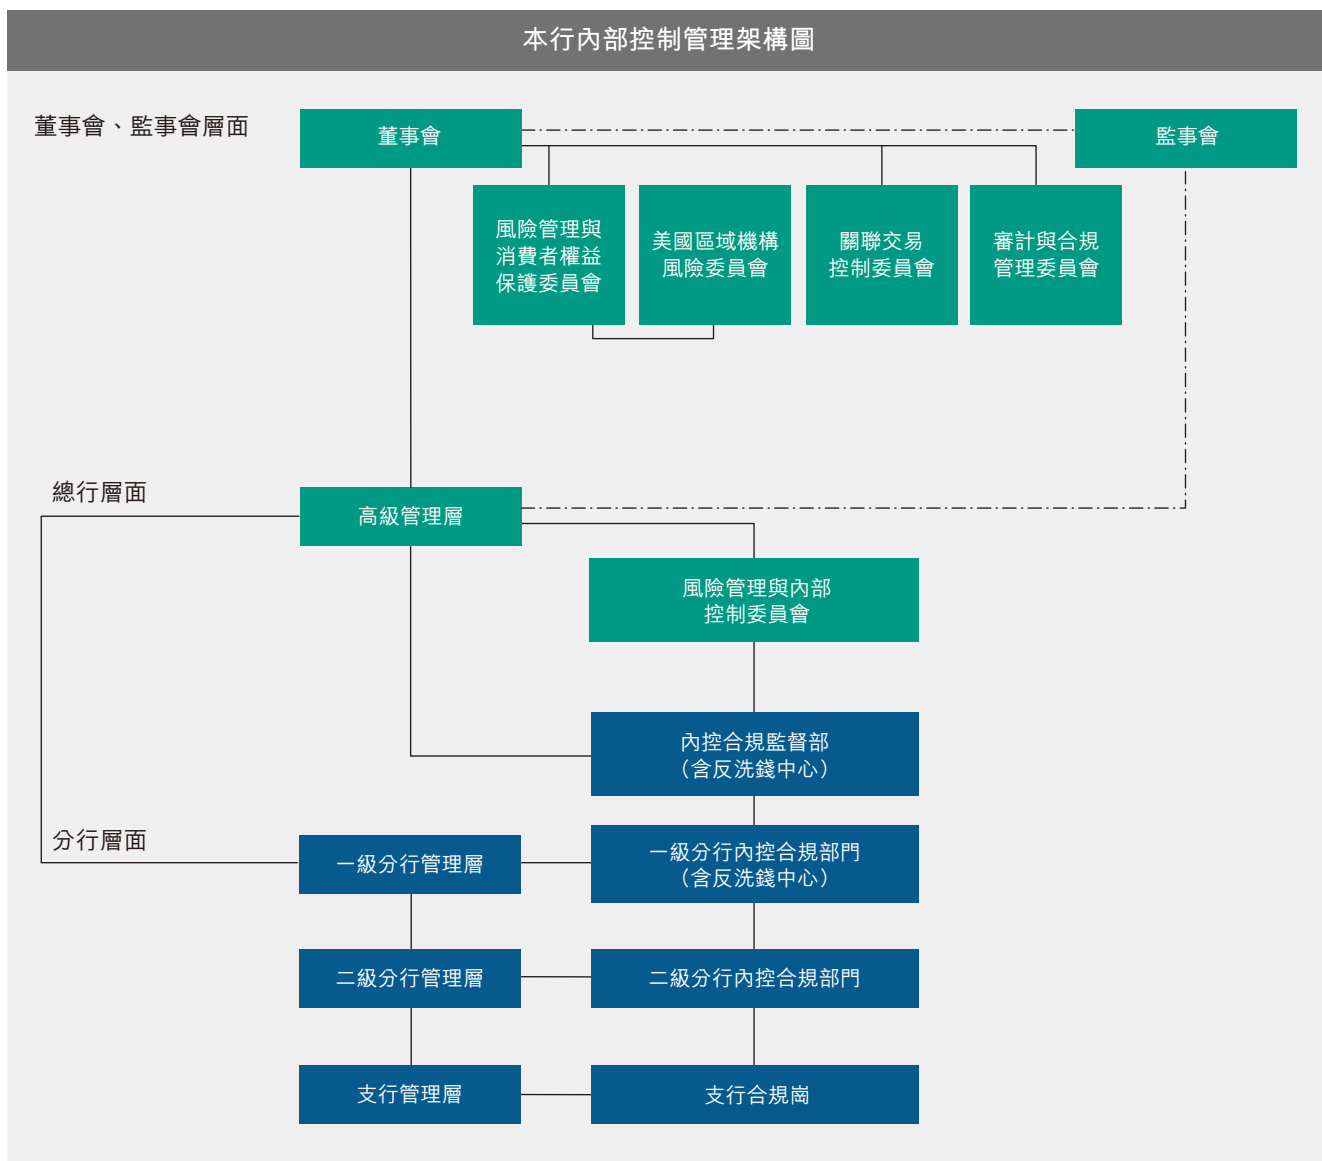 本行內部控制管理架構圖
董事會、監事會層面
董事會
監事會
風險管理與
消費者權益
保護委員會
美國區域機構
風險委員會
關聯交易
控制委員會
審計與合規
管理委員會
總行層面
高級管理層
風險管理與內部
控制委員會
內控合規監督部
（含反洗錢中心）
分行層面
一級分行管理層
一級分行內控合規部門
（含反洗錢中心）
二級分行管理層
二級分行內控合規部門
支行管理層
支行合規崗